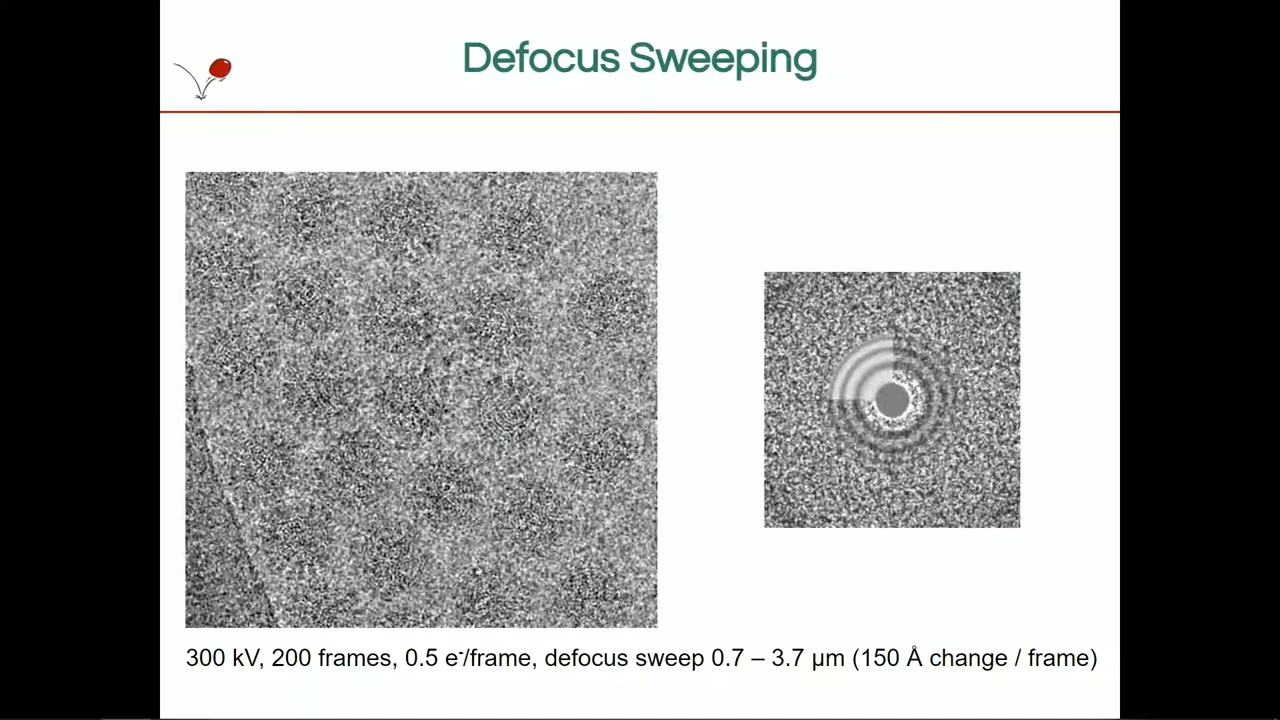 Defocus Sweeping
300 kV, 200 frames, 0.5 e⁻/frame, defocus sweep 0.7 – 3.7 μm (150 Å change / frame)